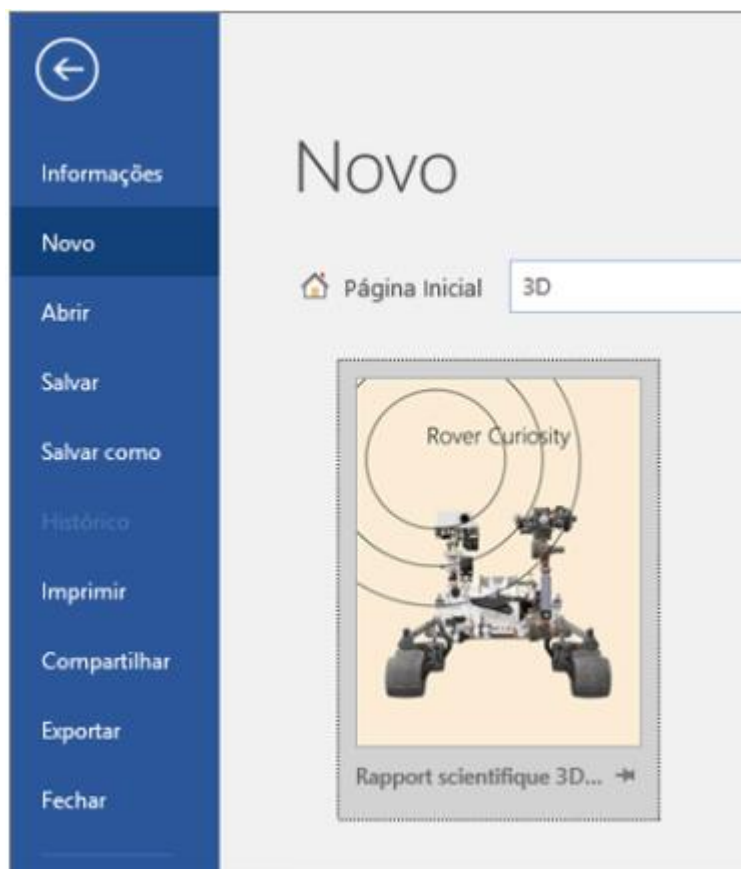 Informações
Novo
Abrir
Salvar
Salvar como
Histórico
Imprimir
Compartilhar
Exportar
Fechar
Novo
Página Inicial
3D
Rover Curiosity
Rapport scientifique 3D...